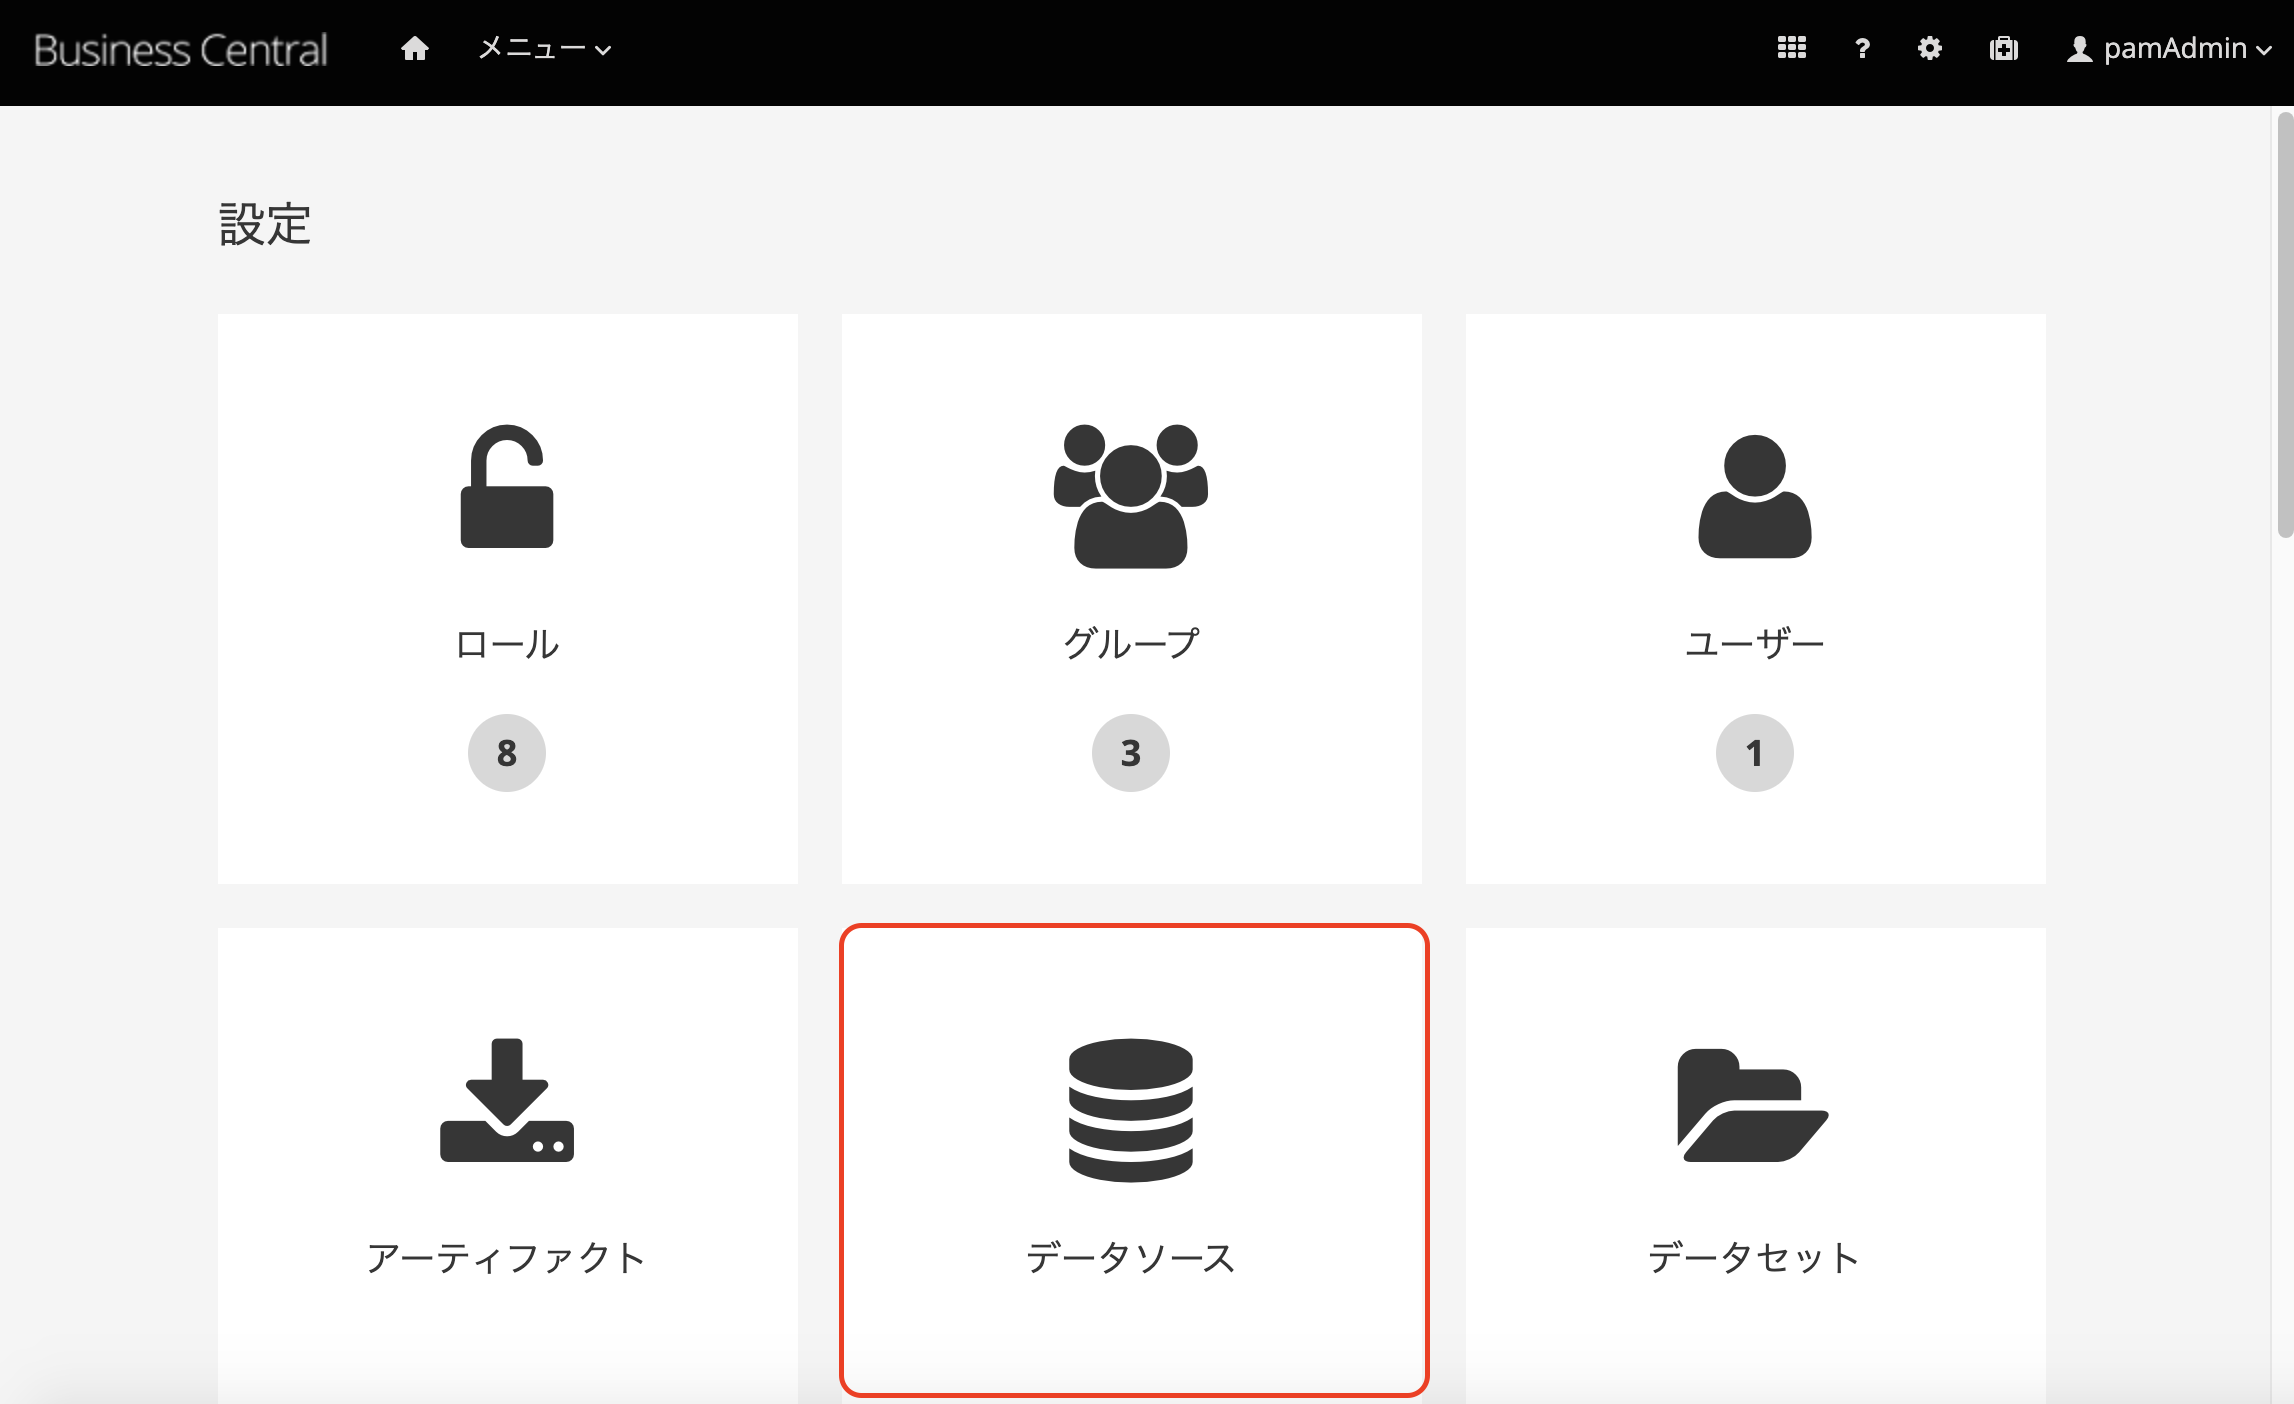 Business Central メニュー ? pamAdmin
設定
ロール グループ ユーザー
8 3 1
アーティファクト データソース データセット